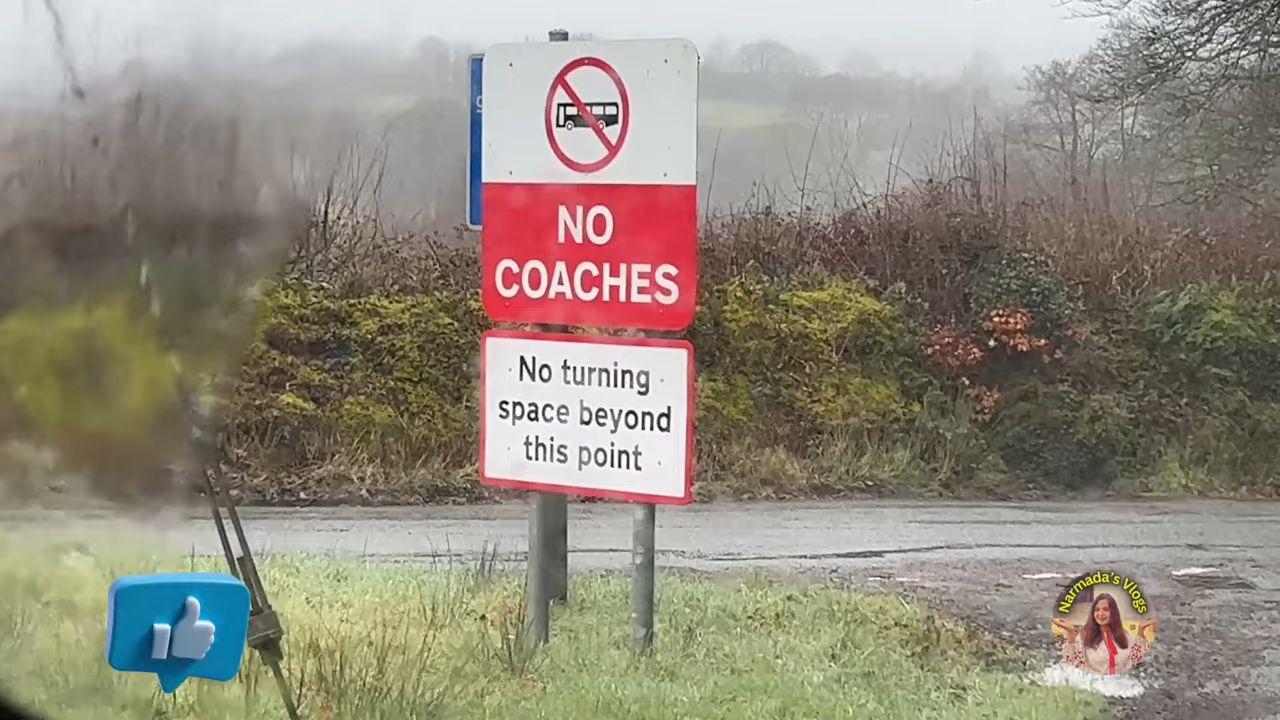 NO
COACHES
No turning
space beyond
this point
Narmada's Vlogs